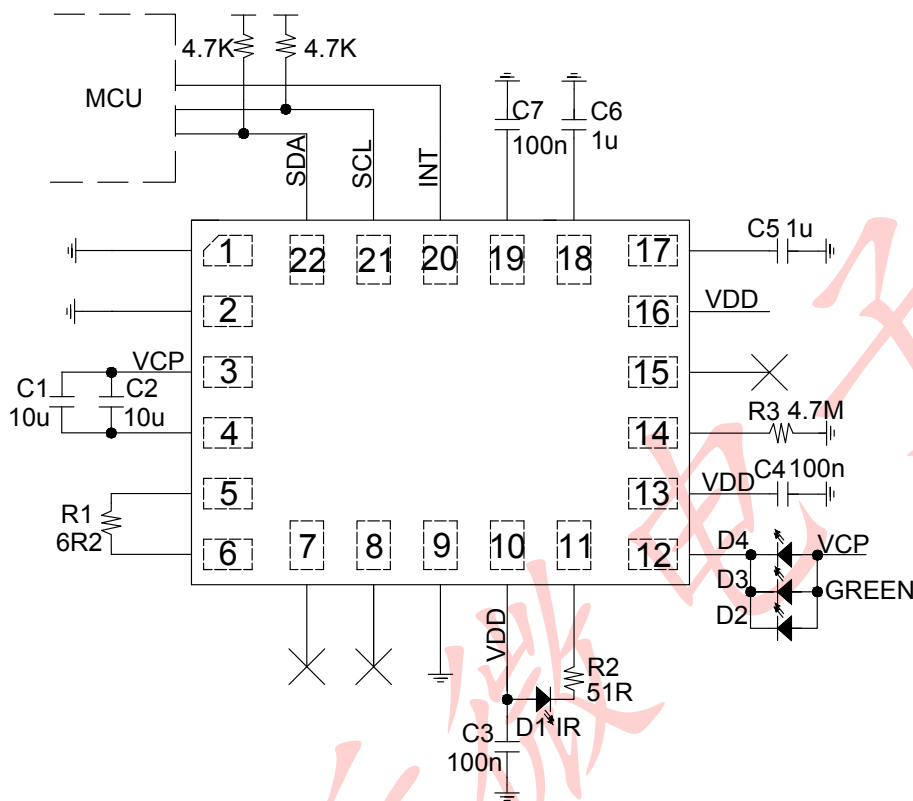 4.7K
4.7K
MCU
SDA
SCL
INT
C7
100n
C6
1u
C5 1u
1
22
21
20
19
18
17
2
VDD
16
VCP
3
15
C1
10u
C2
10u
4
R3 4.7M
14
R1
6R2
5
VDD
C4 100n
13
6
7
8
9
10
11
12
D4
VCP
D3
GREEN
D2
VDD
R2
51R
D1 IR
C3
100n
微电子